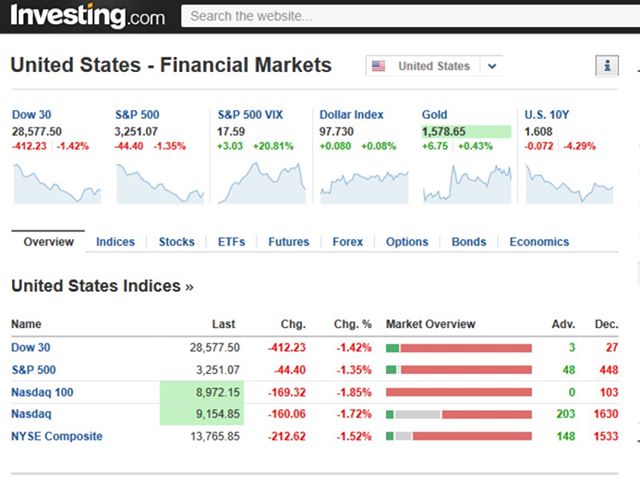 Investing.com Search the website...
United States - Financial Markets United States
Dow 30 S&P 500 S&P 500 VIX Dollar Index Gold U.S. 10Y
28,577.50 3,251.07 17.59 97.730 1,578.65 1.608
-412.23 -1.42% -44.40 -1.35% +3.03 +20.81% +0.080 +0.08% +6.75 +0.43% -0.072 -4.29%
Overview Indices Stocks ETFs Futures Forex Options Bonds Economics
United States Indices »
Name Last Chg. Chg. % Market Overview Adv. Dec.
Dow 30 28,577.50 -412.23 -1.42% 3 27
S&P 500 3,251.07 -44.40 -1.35% 48 448
Nasdaq 100 8,972.15 -169.32 -1.85% 0 103
Nasdaq 9,154.85 -160.06 -1.72% 203 1630
NYSE Composite 13,765.85 -212.62 -1.52% 148 1533